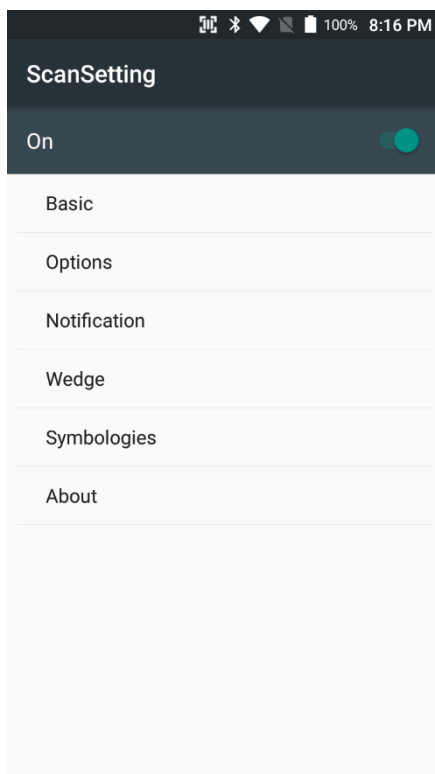 100% 8:16 PM
ScanSetting
On
Basic
Options
Notification
Wedge
Symbologies
About